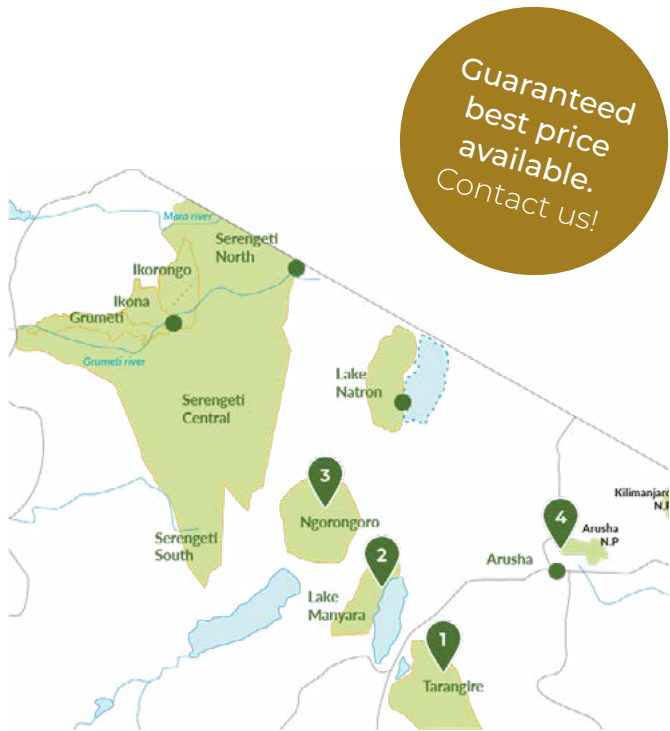 Guaranteed
best price
available.
Contact us!
Mara river
Serengeti
North
Ikorongo
Ikona
Grumeti
Grumeti river
Lake
Natron
Serengeti
Central
3
Ngorongoro
Kilimanjaro
N.P
4
Arusha
N.P
Serengeti
South
2
Arusha
Lake
Manyara
1
Tarangire